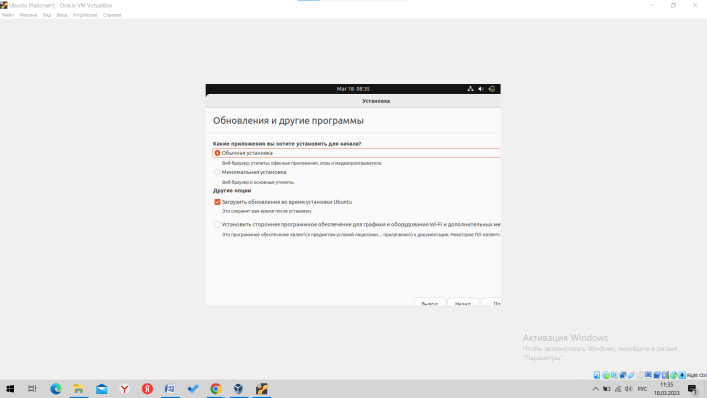 Ubuntu [Работает] - Oracle VM VirtualBox
Файл Машина Вид Ввод Устройства Справка
Mar 18 08:35
Установка
Обновления и другие программы
Какие приложения вы хотите установить для начала?
Обычная установка
Веб-браузер, утилиты, офисные приложения, игры и медиапроигрыватели.
Минимальная установка
Веб-браузер и основные утилиты.
Другие опции
Загрузить обновления во время установки Ubuntu
Это сохранит вам время после установки.
Установить стороннее программное обеспечение для графики и оборудования Wi-Fi и дополнительных ме
Это программное обеспечение является предметом условий лицензии... прилагаемого к документации. Некоторое ПО являетс
Выход Назад Пр
Активация Windows
Чтобы активировать Windows, перейдите в раздел
"Параметры".
Right Ctrl
РУС
11:35
18.03.2023